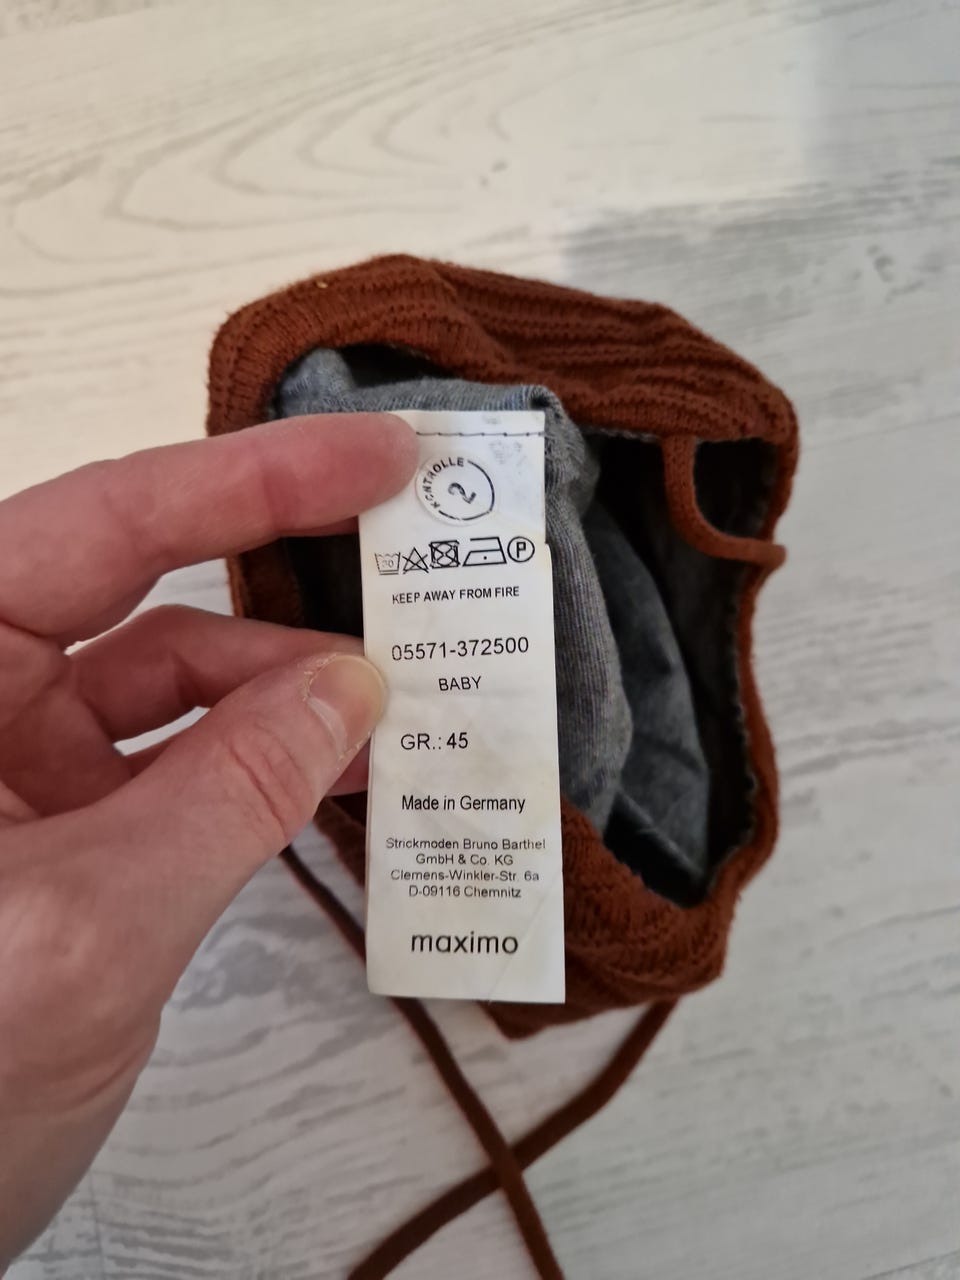 KONTROLLE
2
30
P
KEEP AWAY FROM FIRE
05571-372500
BABY
GR.: 45
Made in Germany
Strickmoden Bruno Barthel
GmbH & Co. KG
Clemens-Winkler-Str. 6a
D-09116 Chemnitz
maximo